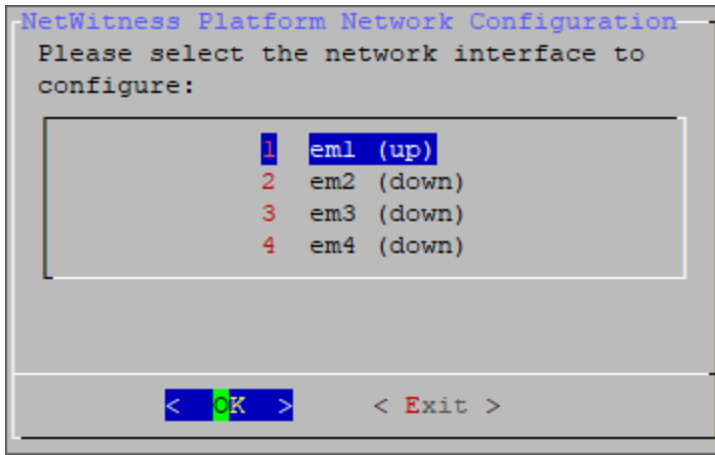 NetWitness Platform Network Configuration
Please select the network interface to
configure:
1 em1 (up)
2 em2 (down)
3 em3 (down)
4 em4 (down)
< OK > < Exit >